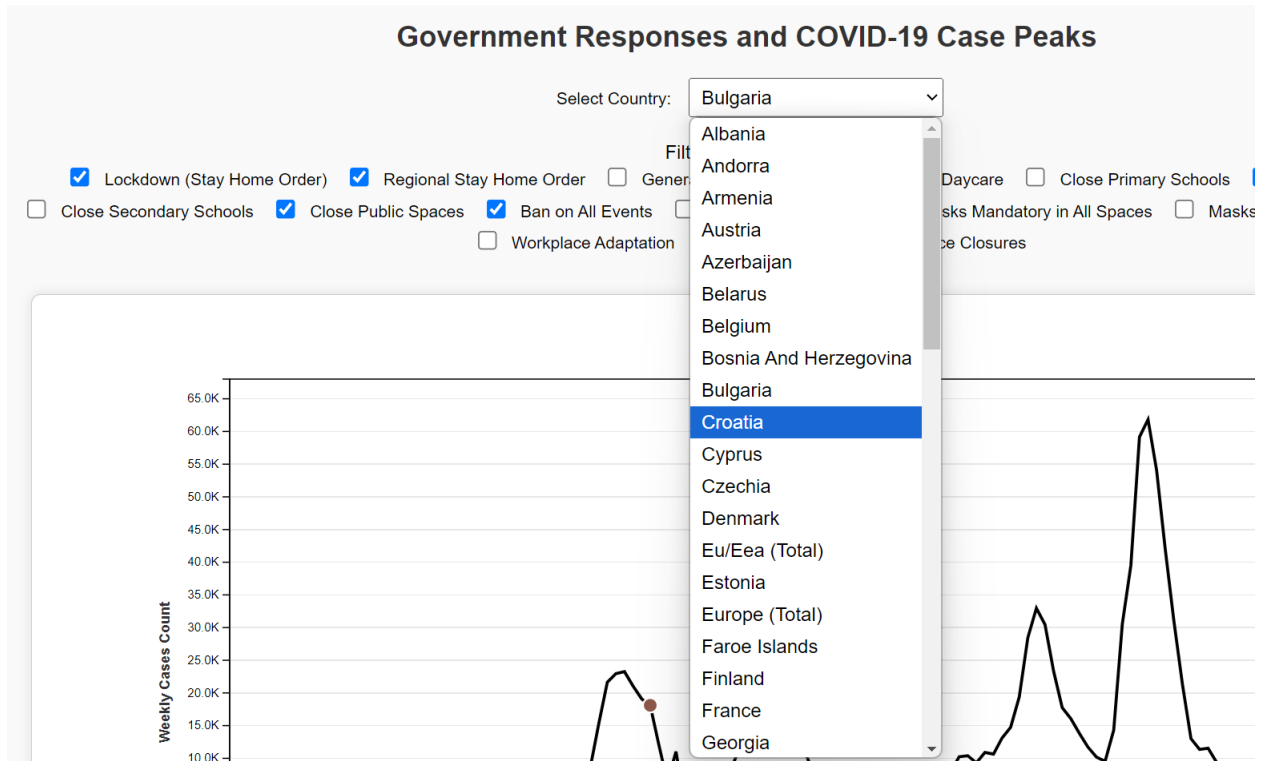 Government Responses and COVID-19 Case Peaks
Select Country: Bulgaria
Albania
Andorra
Armenia
Austria
Azerbaijan
Belarus
Belgium
Bosnia And Herzegovina
Bulgaria
Croatia
Cyprus
Czechia
Denmark
Eu/Eea (Total)
Estonia
Europe (Total)
Faroe Islands
Finland
France
Georgia
Filt
Lockdown (Stay Home Order) Regional Stay Home Order Gener Daycare Close Primary Schools
Close Secondary Schools Close Public Spaces Ban on All Events sks Mandatory in All Spaces Masks
Workplace Adaptation ce Closures
65.0K
60.0K
55.0K
50.0K
45.0K
40.0K
35.0K
30.0K
25.0K
20.0K
15.0K
10.0K
Weekly Cases Count